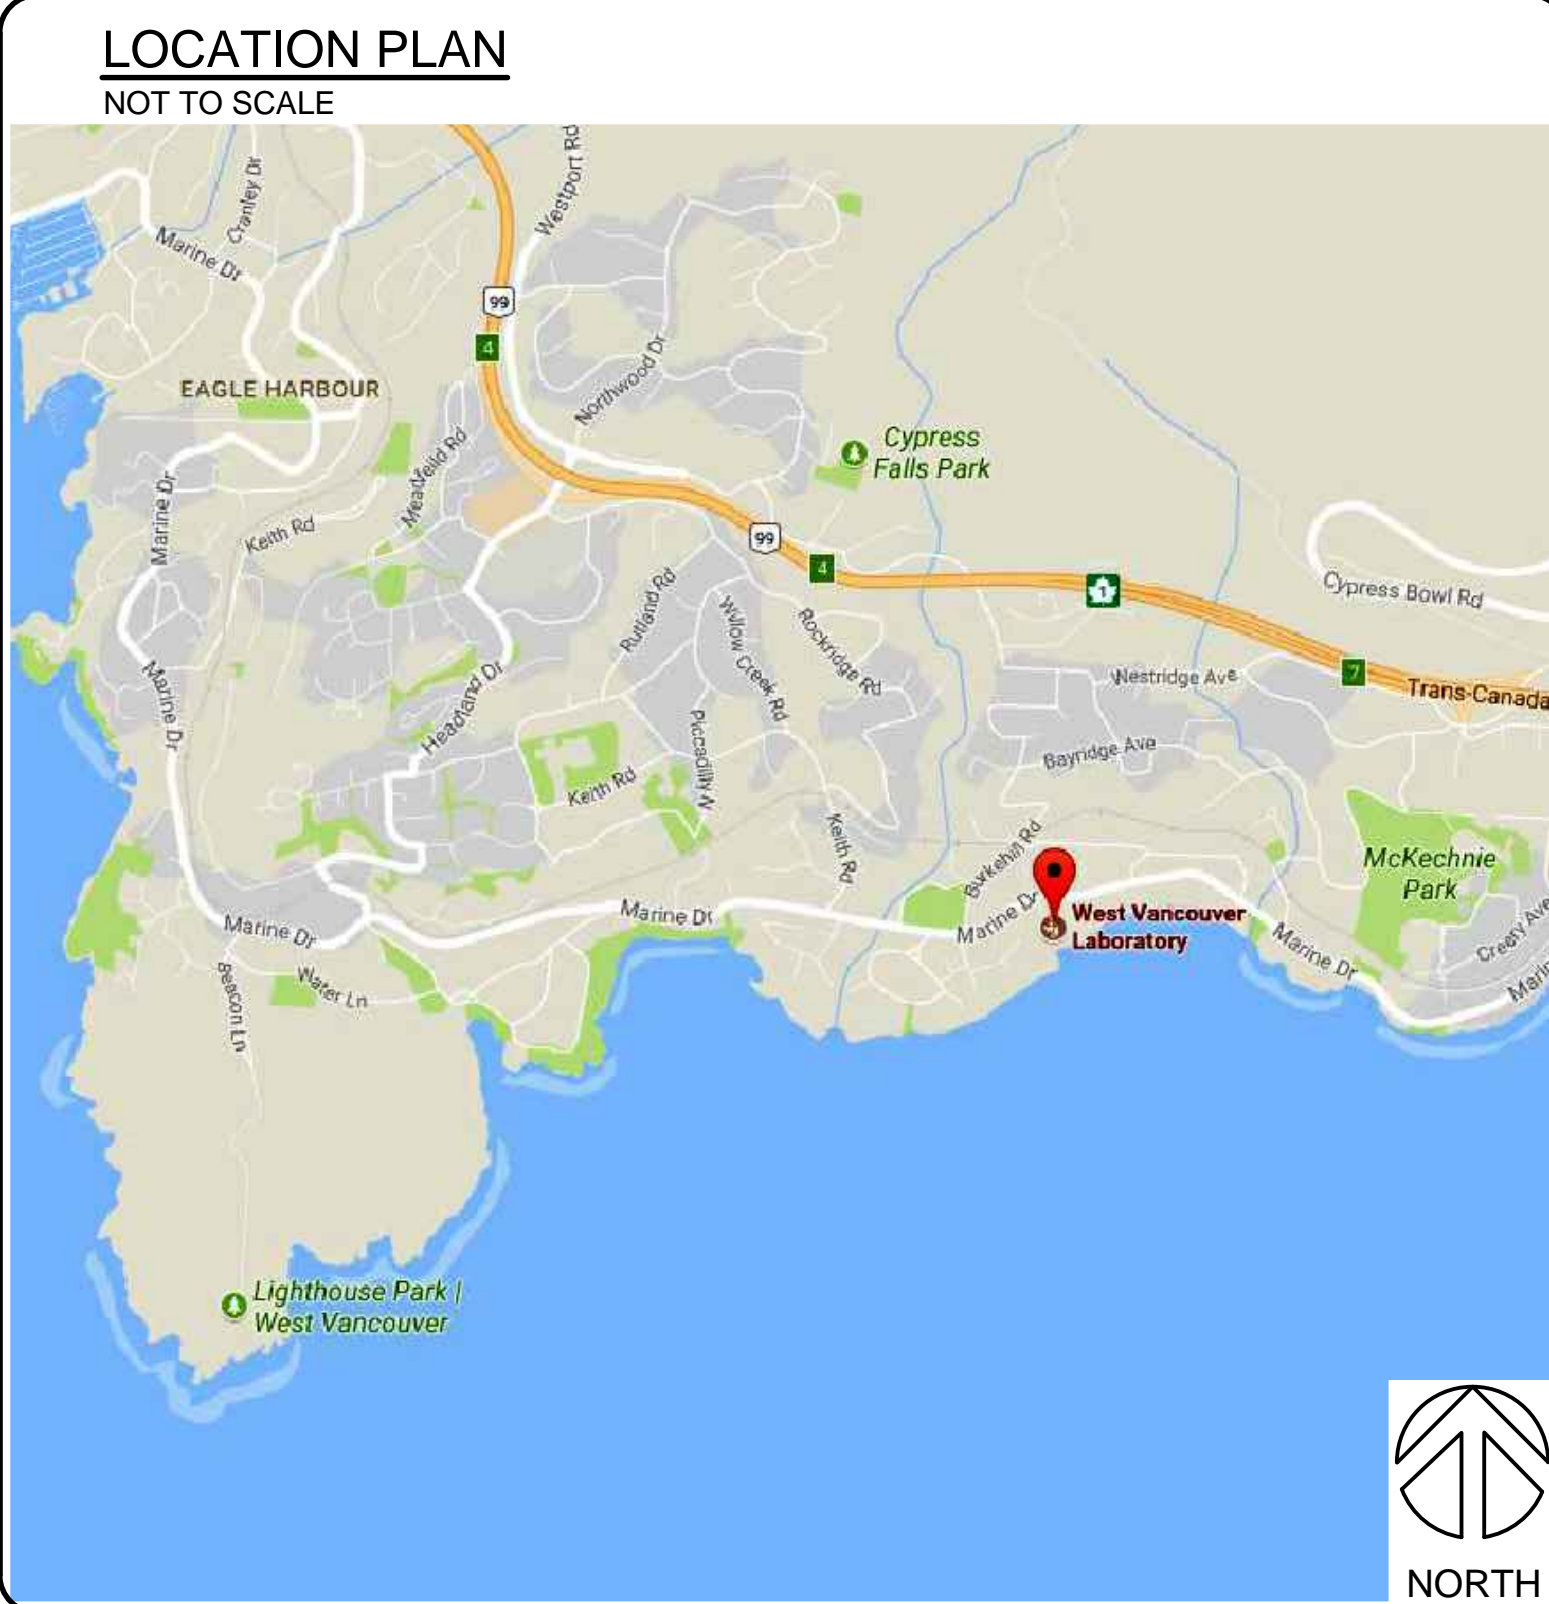 LOCATION PLAN
NOT TO SCALE
Westport Rd
Cranley Dr
Marine Dr
99
4
Northwood Dr
EAGLE HARBOUR
Cypress
Falls Park
Meadfeild Rd
Marine Dr
Keith Rd
99
4
1
Cypress Bowl Rd
Rutland Rd
Willow Creek Rd
Rockridge Rd
Westridge Ave
7
Trans-Canada
Marine Dr
Headland Dr
Piccadilly N
Bayridge Ave
Keith Rd
Keith Rd
Burkehill Rd
McKechnie
Park
Marine Dr
Marine Dr
Marine Dr
West Vancouver
Laboratory
Marine Dr
Creery Ave
Marin
Beacon Ln
Water Ln
Lighthouse Park |
West Vancouver
NORTH